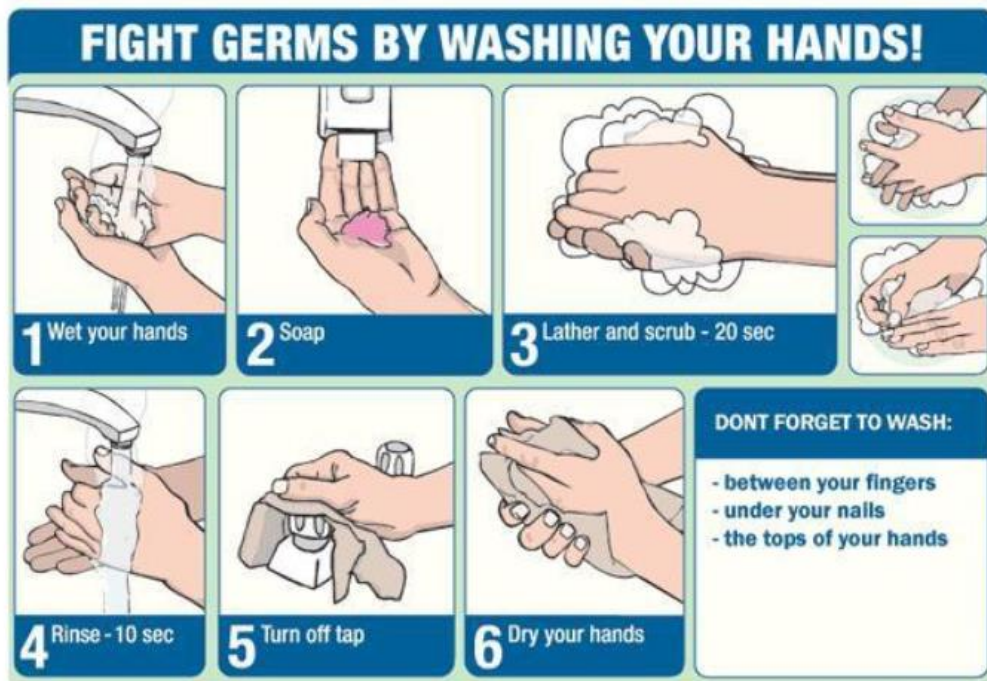 FIGHT GERMS BY WASHING YOUR HANDS!
1 Wet your hands
2 Soap
3 Lather and scrub - 20 sec
4 Rinse - 10 sec
5 Turn off tap
6 Dry your hands
DONT FORGET TO WASH:
- between your fingers
- under your nails
- the tops of your hands